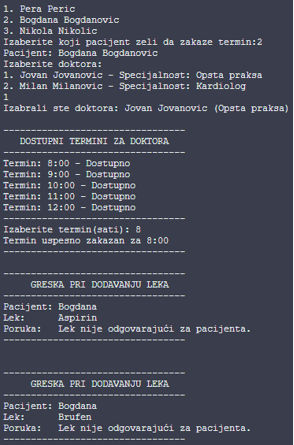 1. Pera Peric
2. Bogdana Bogdanovic
3. Nikola Nikolic
Izaberite koji pacijent zeli da zakaze termin:2
Pacijent: Bogdana Bogdanovic
Izaberite doktora:
1. Jovan Jovanovic - Specijalnost: Opsta praksa
2. Milan Milanovic - Specijalnost: Kardiolog
1
Izabrali ste doktora: Jovan Jovanovic (Opsta praksa)
---------------------------------
DOSTUPNI TERMINI ZA DOKTORA
---------------------------------
Termin: 8:00 - Dostupno
Termin: 9:00 - Dostupno
Termin: 10:00 - Dostupno
Termin: 11:00 - Dostupno
Termin: 12:00 - Dostupno
---------------------------------
Izaberite termin(sati): 8
Termin uspesno zakazan za 8:00
---------------------------------
---------------------------------
GRESKA PRI DODAVANJU LEKA
---------------------------------
Pacijent: Bogdana
Lek: Aspirin
Poruka: Lek nije odgovarajući za pacijenta.
---------------------------------
---------------------------------
GRESKA PRI DODAVANJU LEKA
---------------------------------
Pacijent: Bogdana
Lek: Brufen
Poruka: Lek nije odgovarajući za pacijenta.
---------------------------------